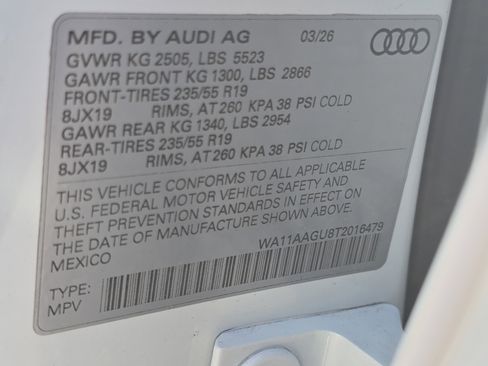 MFD. BY AUDI AG 03/26
GVWR KG 2505, LBS 5523
GAWR FRONT KG 1300, LBS 2866
FRONT-TIRES 235/55 R19
8JX19 RIMS, AT 260 KPA 38 PSI COLD
GAWR REAR KG 1340, LBS 2954
REAR-TIRES 235/55 R19
8JX19 RIMS, AT 260 KPA 38 PSI COLD
THIS VEHICLE CONFORMS TO ALL APPLICABLE
U.S. FEDERAL MOTOR VEHICLE SAFETY AND
THEFT PREVENTION STANDARDS IN EFFECT ON
THE DATE OF MANUFACTURE SHOWN ABOVE.
MEXICO WA11AAGU8T2016479
TYPE:
MPV